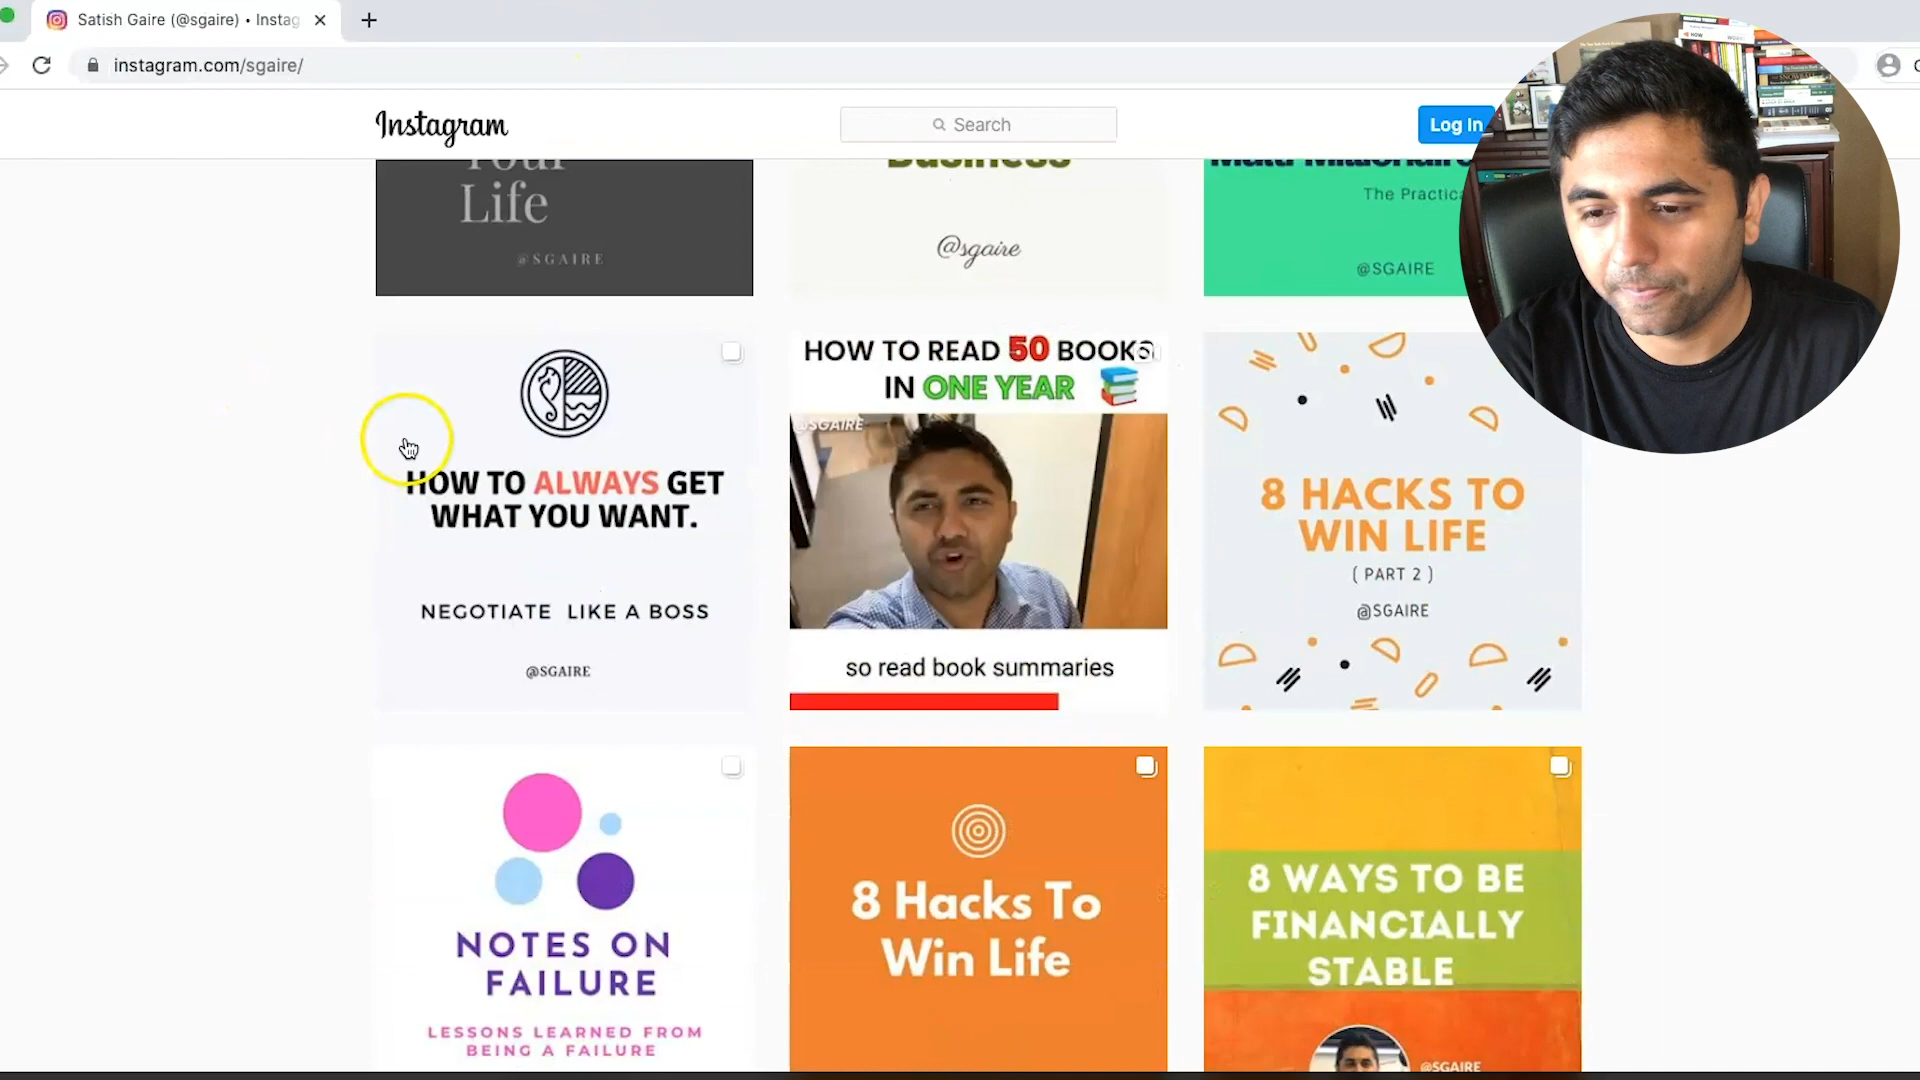 Satish Gaire (@sgaire) • Instag
instagram.com/sgaire/
Instagram
Search
Log In
Your
Life
@SGAIRE
Business
@sgaire
The Practica
@SGAIRE
HOW TO ALWAYS GET
WHAT YOU WANT.
NEGOTIATE LIKE A BOSS
@SGAIRE
HOW TO READ 50 BOOKS
IN ONE YEAR
@SGAIRE
so read book summaries
8 HACKS TO
WIN LIFE
( PART 2 )
@SGAIRE
NOTES ON
FAILURE
LESSONS LEARNED FROM
BEING A FAILURE
8 Hacks To
Win Life
8 WAYS TO BE
FINANCIALLY
STABLE
@SGAIRE